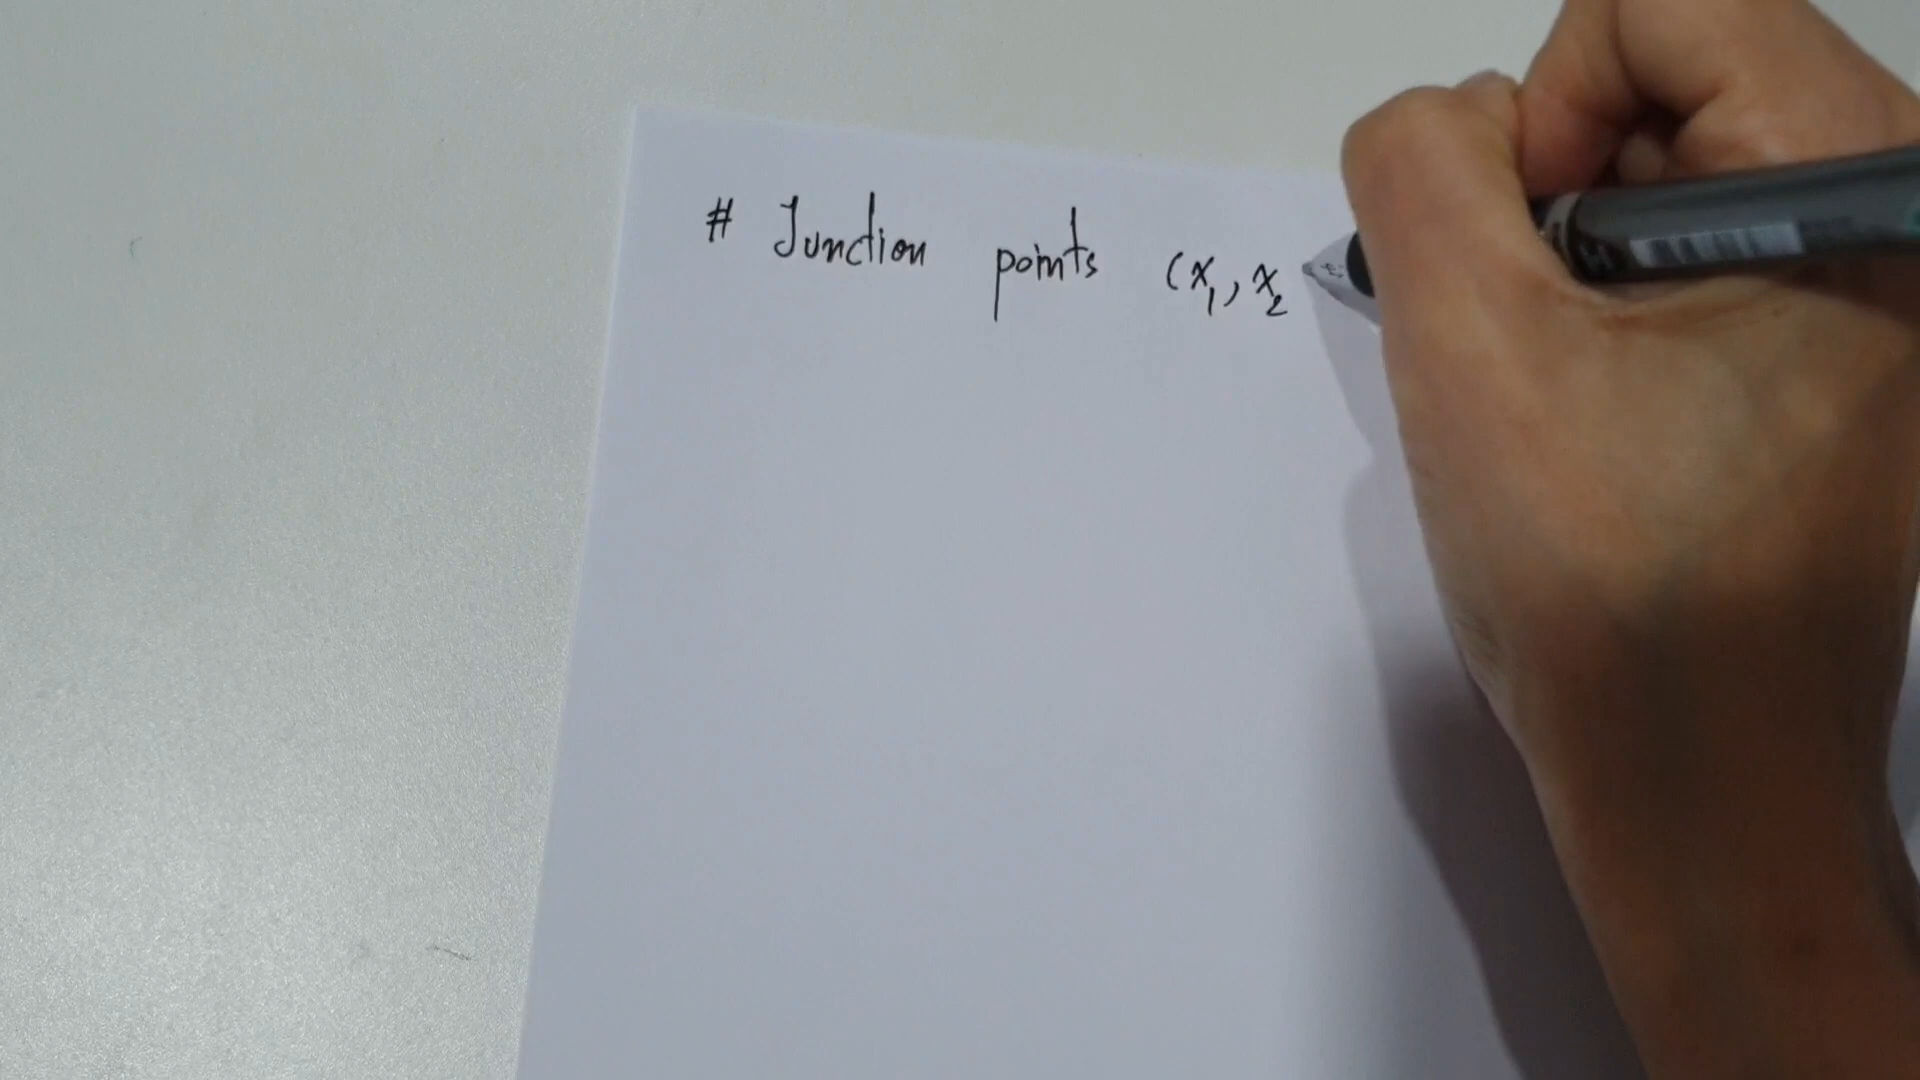 # Junction points (x₁, x₂